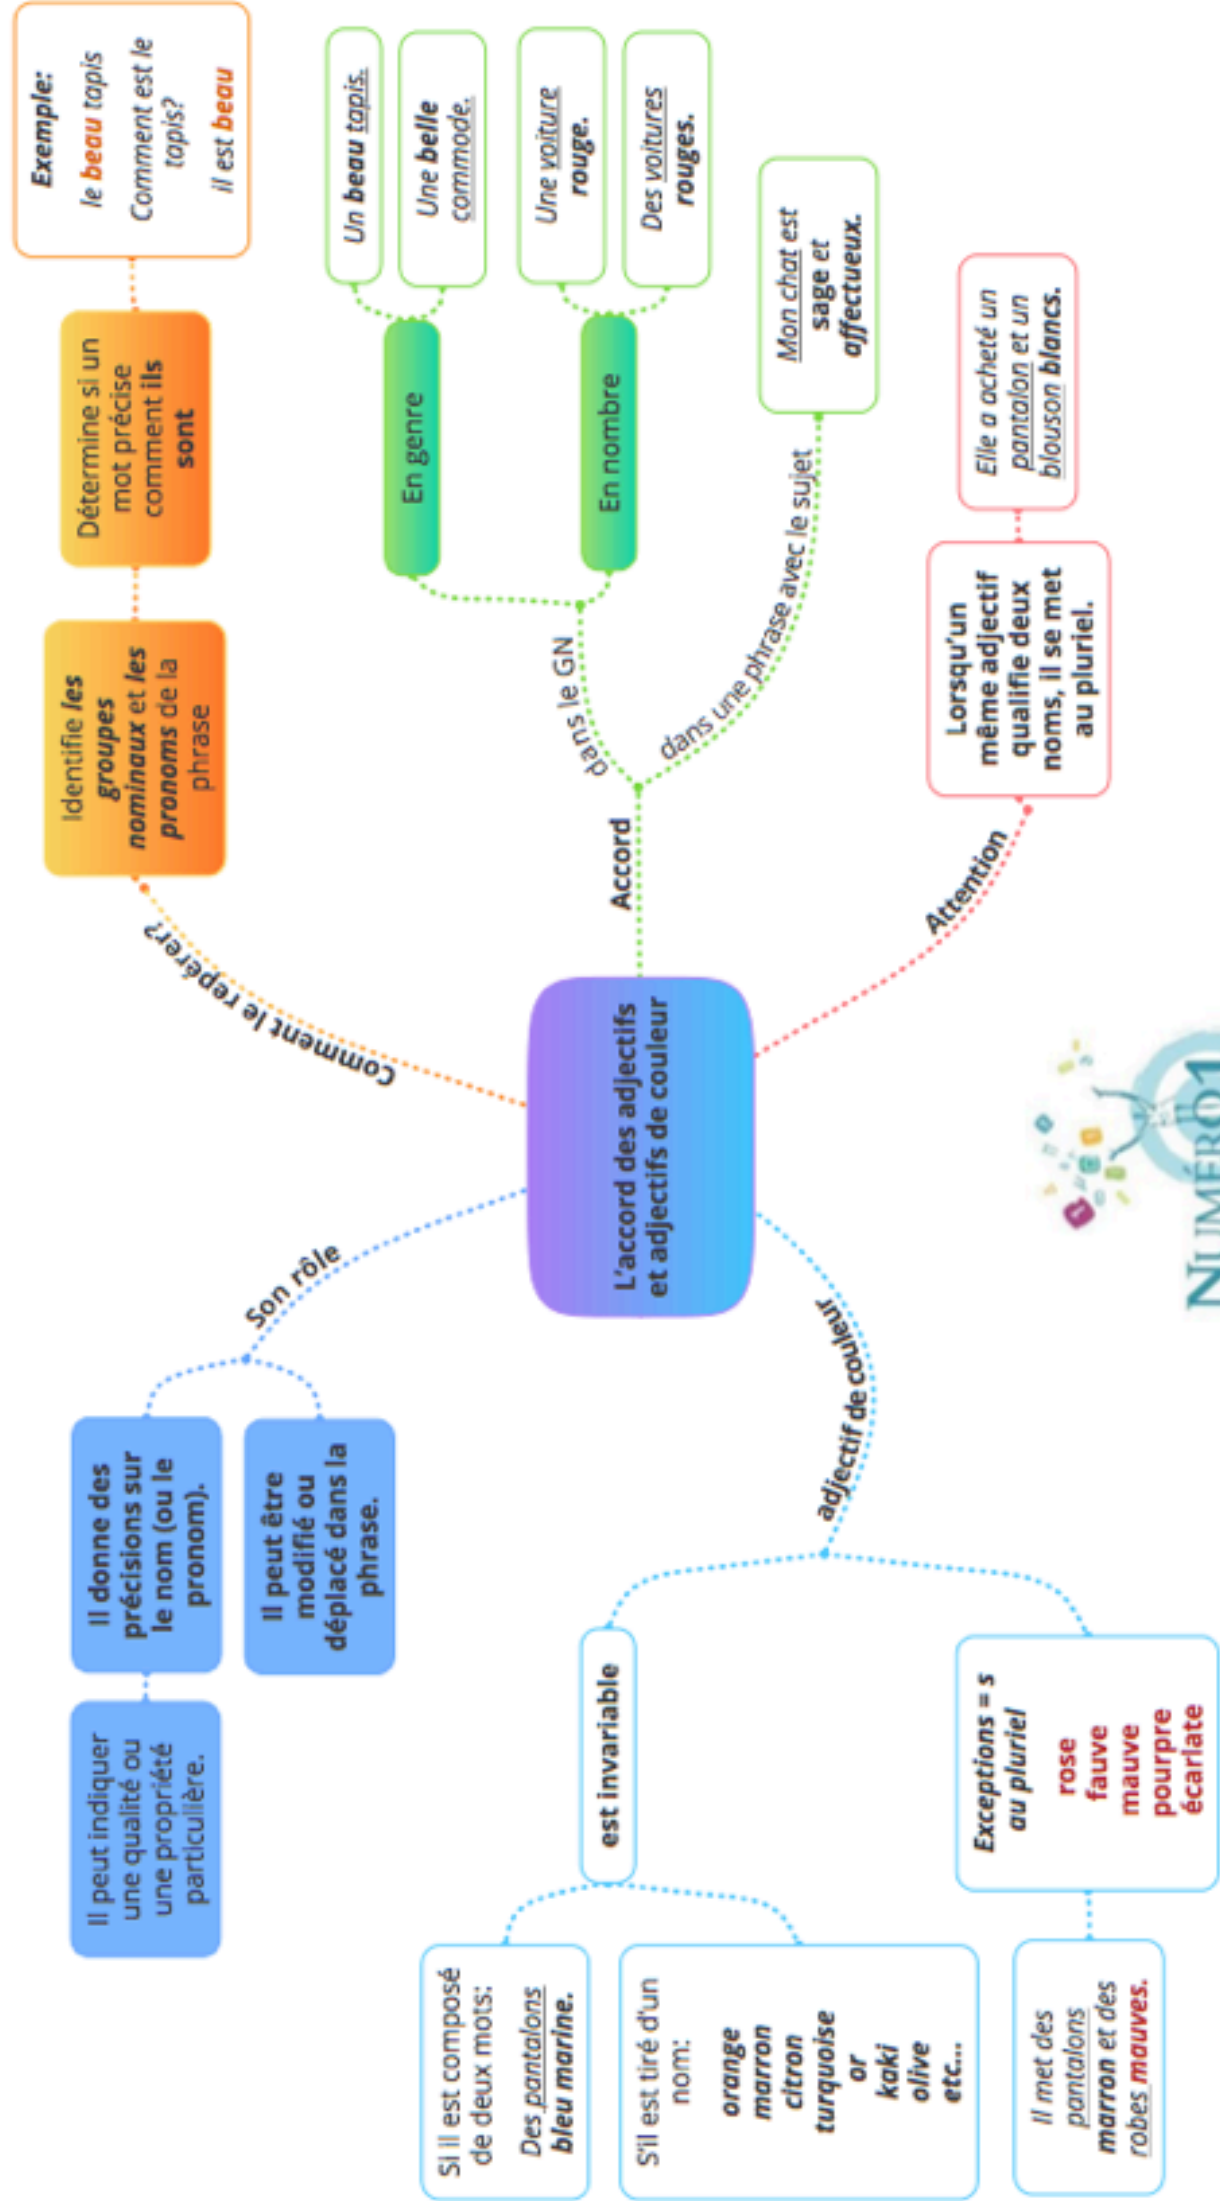 L'accord des adjectifs
et adjectifs de couleur
Son rôle
Il donne des
précisions sur
le nom (ou le
pronom).
Il peut indiquer
une qualité ou
une propriété
particulière.
Il peut être
modifié ou
déplacé dans la
phrase.
Comment le repérer?
Identifie les
groupes
nominaux et les
pronoms de la
phrase
Détermine si un
mot précise
comment ils
sont
Exemple:
le beau tapis
Comment est le
tapis?
il est beau
Accord
dans le GN
En genre
Un beau tapis.
Une belle
commode.
En nombre
Une voiture
rouge.
Des voitures
rouges.
dans une phrase avec le sujet
Mon chat est
sage et
affectueux.
Attention
Lorsqu'un
même adjectif
qualifie deux
noms, il se met
au pluriel.
Elle a acheté un
pantalon et un
blouson blancs.
adjectif de couleur
est invariable
Si il est composé
de deux mots:
Des pantalons
bleu marine.
S'il est tiré d'un
nom:
orange
marron
citron
turquoise
or
kaki
olive
etc...
Exceptions = s
au pluriel
rose
fauve
mauve
pourpre
écarlate
Il met des
pantalons
marron et des
robes mauves.
NUMÉRO1